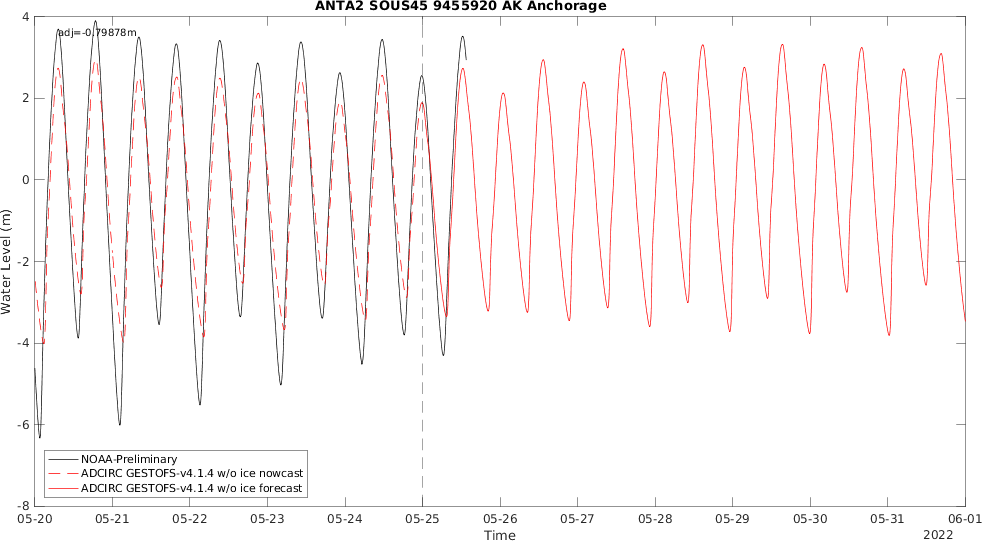 ANTA2 SOUS45 9455920 AK Anchorage
adj=-0.79878m
4
2
0
-2
-4
-6
-8
Water Level (m)
NOAA-Preliminary
ADCIRC GESTOFS-v4.1.4 w/o ice nowcast
ADCIRC GESTOFS-v4.1.4 w/o ice forecast
05-20 05-21 05-22 05-23 05-24 05-25 05-26 05-27 05-28 05-29 05-30 05-31 06-01
Time
2022